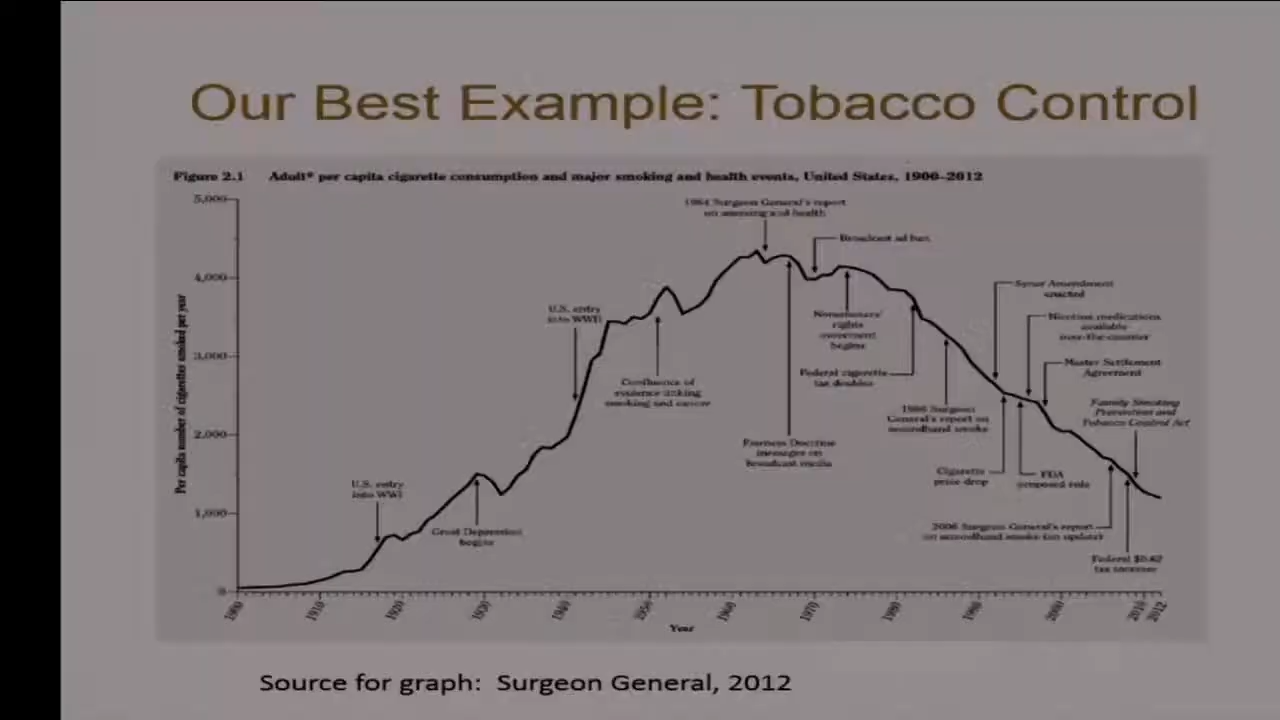 Our Best Example: Tobacco Control
Figure 2.1 Adult* per capita cigarette consumption and major smoking and health events, United States, 1900–2012
5,000
4,000
3,000
2,000
1,000
0
Per capita number of cigarettes smoked per year
1964 Surgeon General's report
on smoking and health
Broadcast ad ban
Synar Amendment
enacted
U.S. entry
into WWII
Nonsmokers'
rights
movement
begins
Nicotine medications
available
over-the-counter
Master Settlement
Agreement
Federal cigarette
tax doubles
Confluence of
evidence linking
smoking and cancer
Family Smoking
Prevention and
Tobacco Control Act
1986 Surgeon
General's report on
secondhand smoke
Fairness Doctrine
messages on
broadcast media
Cigarette
price drop
FDA
proposed rule
U.S. entry
into WWI
Great Depression
begins
2006 Surgeon General's report
on secondhand smoke (an update)
Federal $0.62
tax increase
1900
1910
1920
1930
1940
1950
1960
1970
1980
1990
2000
2010
2012
Year
Source for graph: Surgeon General, 2012